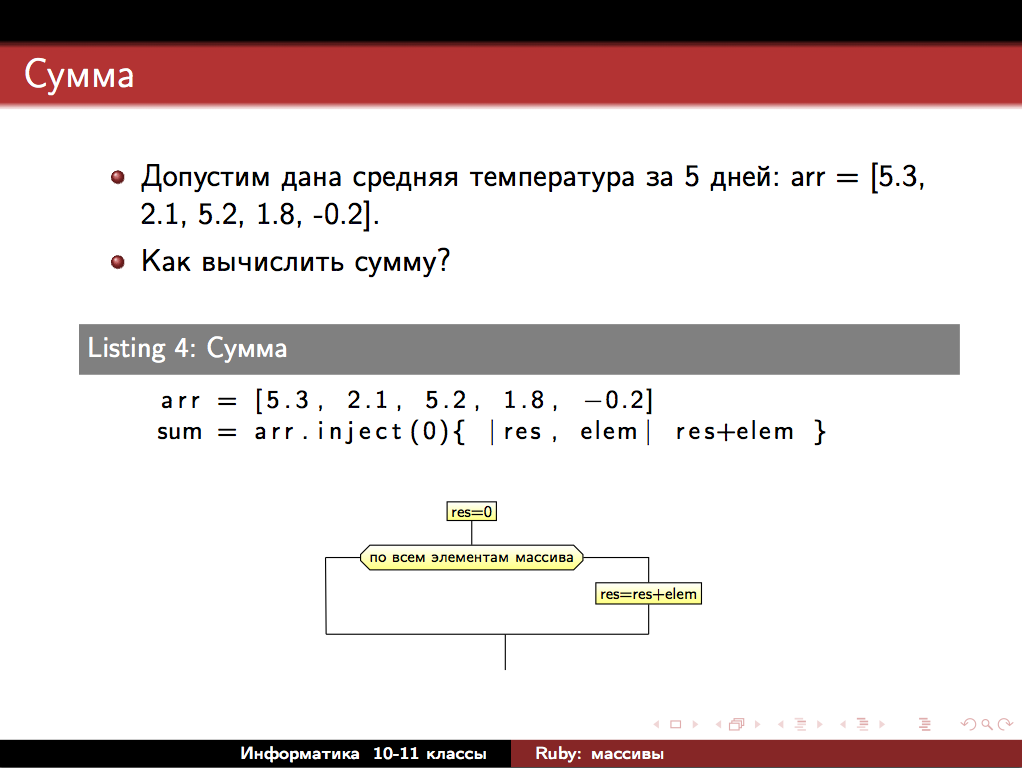 Сумма
Допустим дана средняя температура за 5 дней: arr = [5.3,
2.1, 5.2, 1.8, -0.2].
Как вычислить сумму?
Listing 4: Сумма
arr = [5.3, 2.1, 5.2, 1.8, −0.2]
sum = arr.inject(0){ |res, elem| res+elem }
res=0
по всем элементам массива
res=res+elem
Информатика 10-11 классы
Ruby: массивы